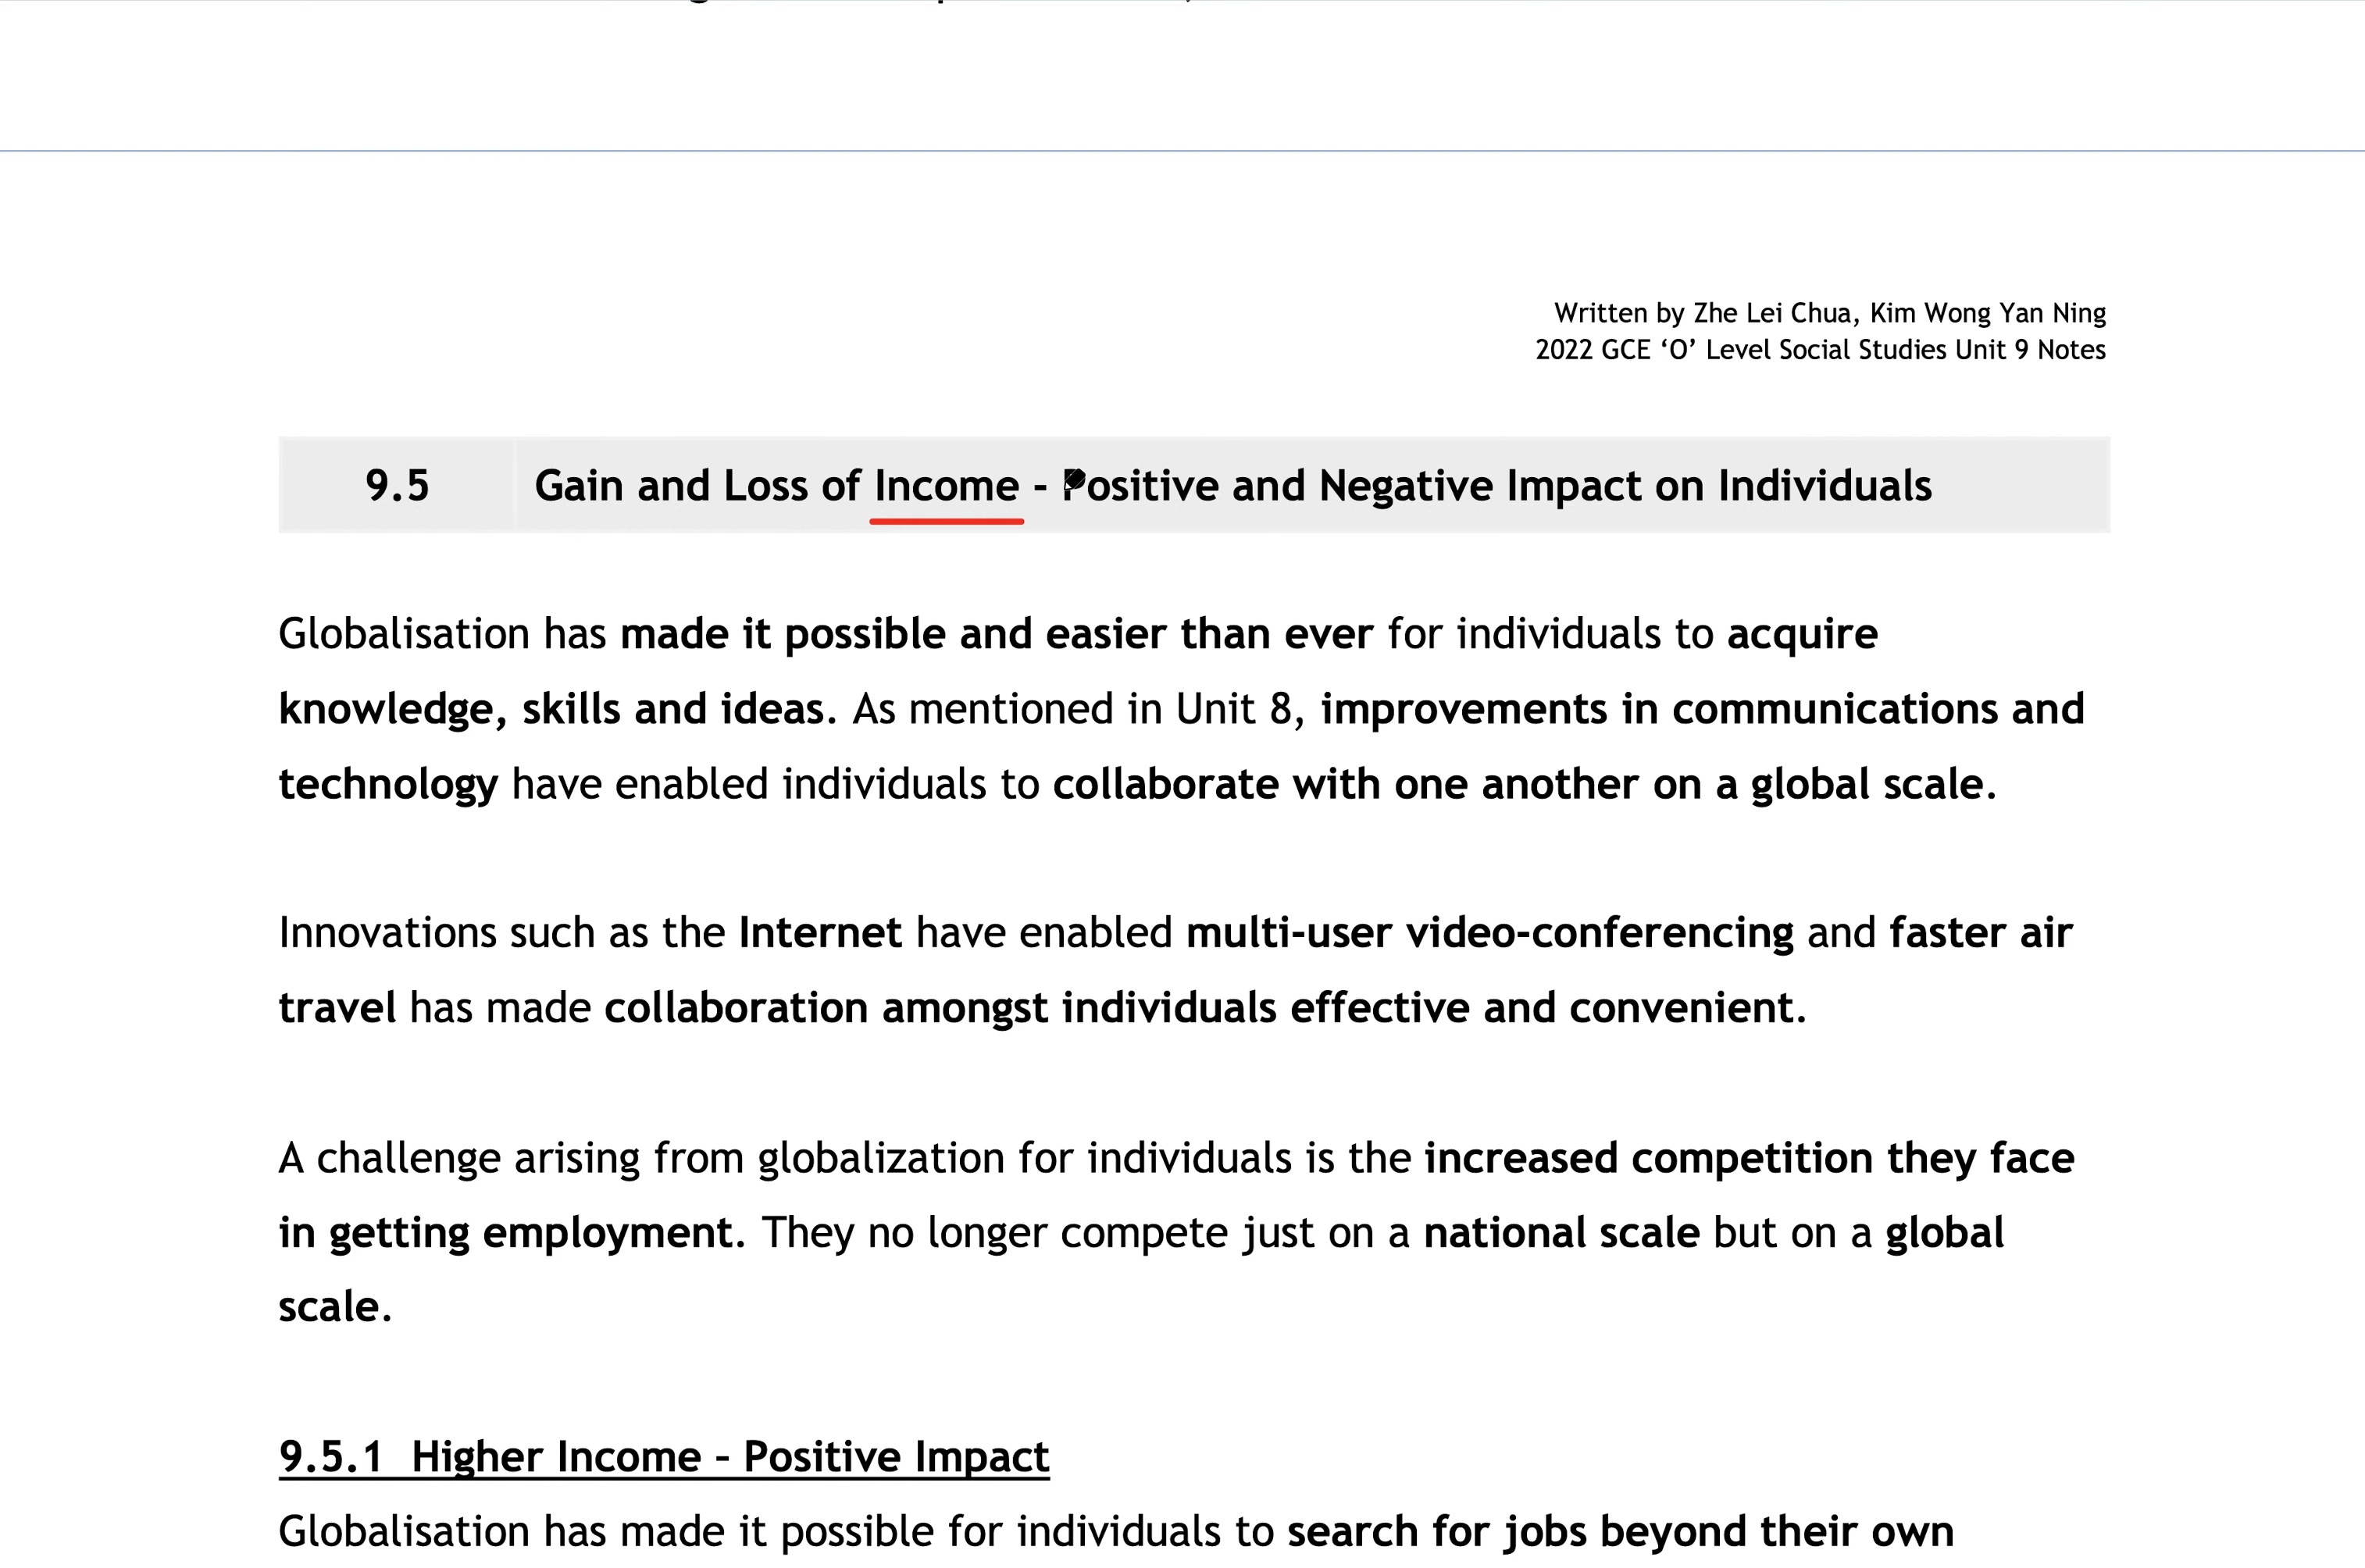 Written by Zhe Lei Chua, Kim Wong Yan Ning
2022 GCE ‘O’ Level Social Studies Unit 9 Notes
9.5 Gain and Loss of Income - Positive and Negative Impact on Individuals
Globalisation has made it possible and easier than ever for individuals to acquire
knowledge, skills and ideas. As mentioned in Unit 8, improvements in communications and
technology have enabled individuals to collaborate with one another on a global scale.
Innovations such as the Internet have enabled multi-user video-conferencing and faster air
travel has made collaboration amongst individuals effective and convenient.
A challenge arising from globalization for individuals is the increased competition they face
in getting employment. They no longer compete just on a national scale but on a global
scale.
9.5.1 Higher Income – Positive Impact
Globalisation has made it possible for individuals to search for jobs beyond their own